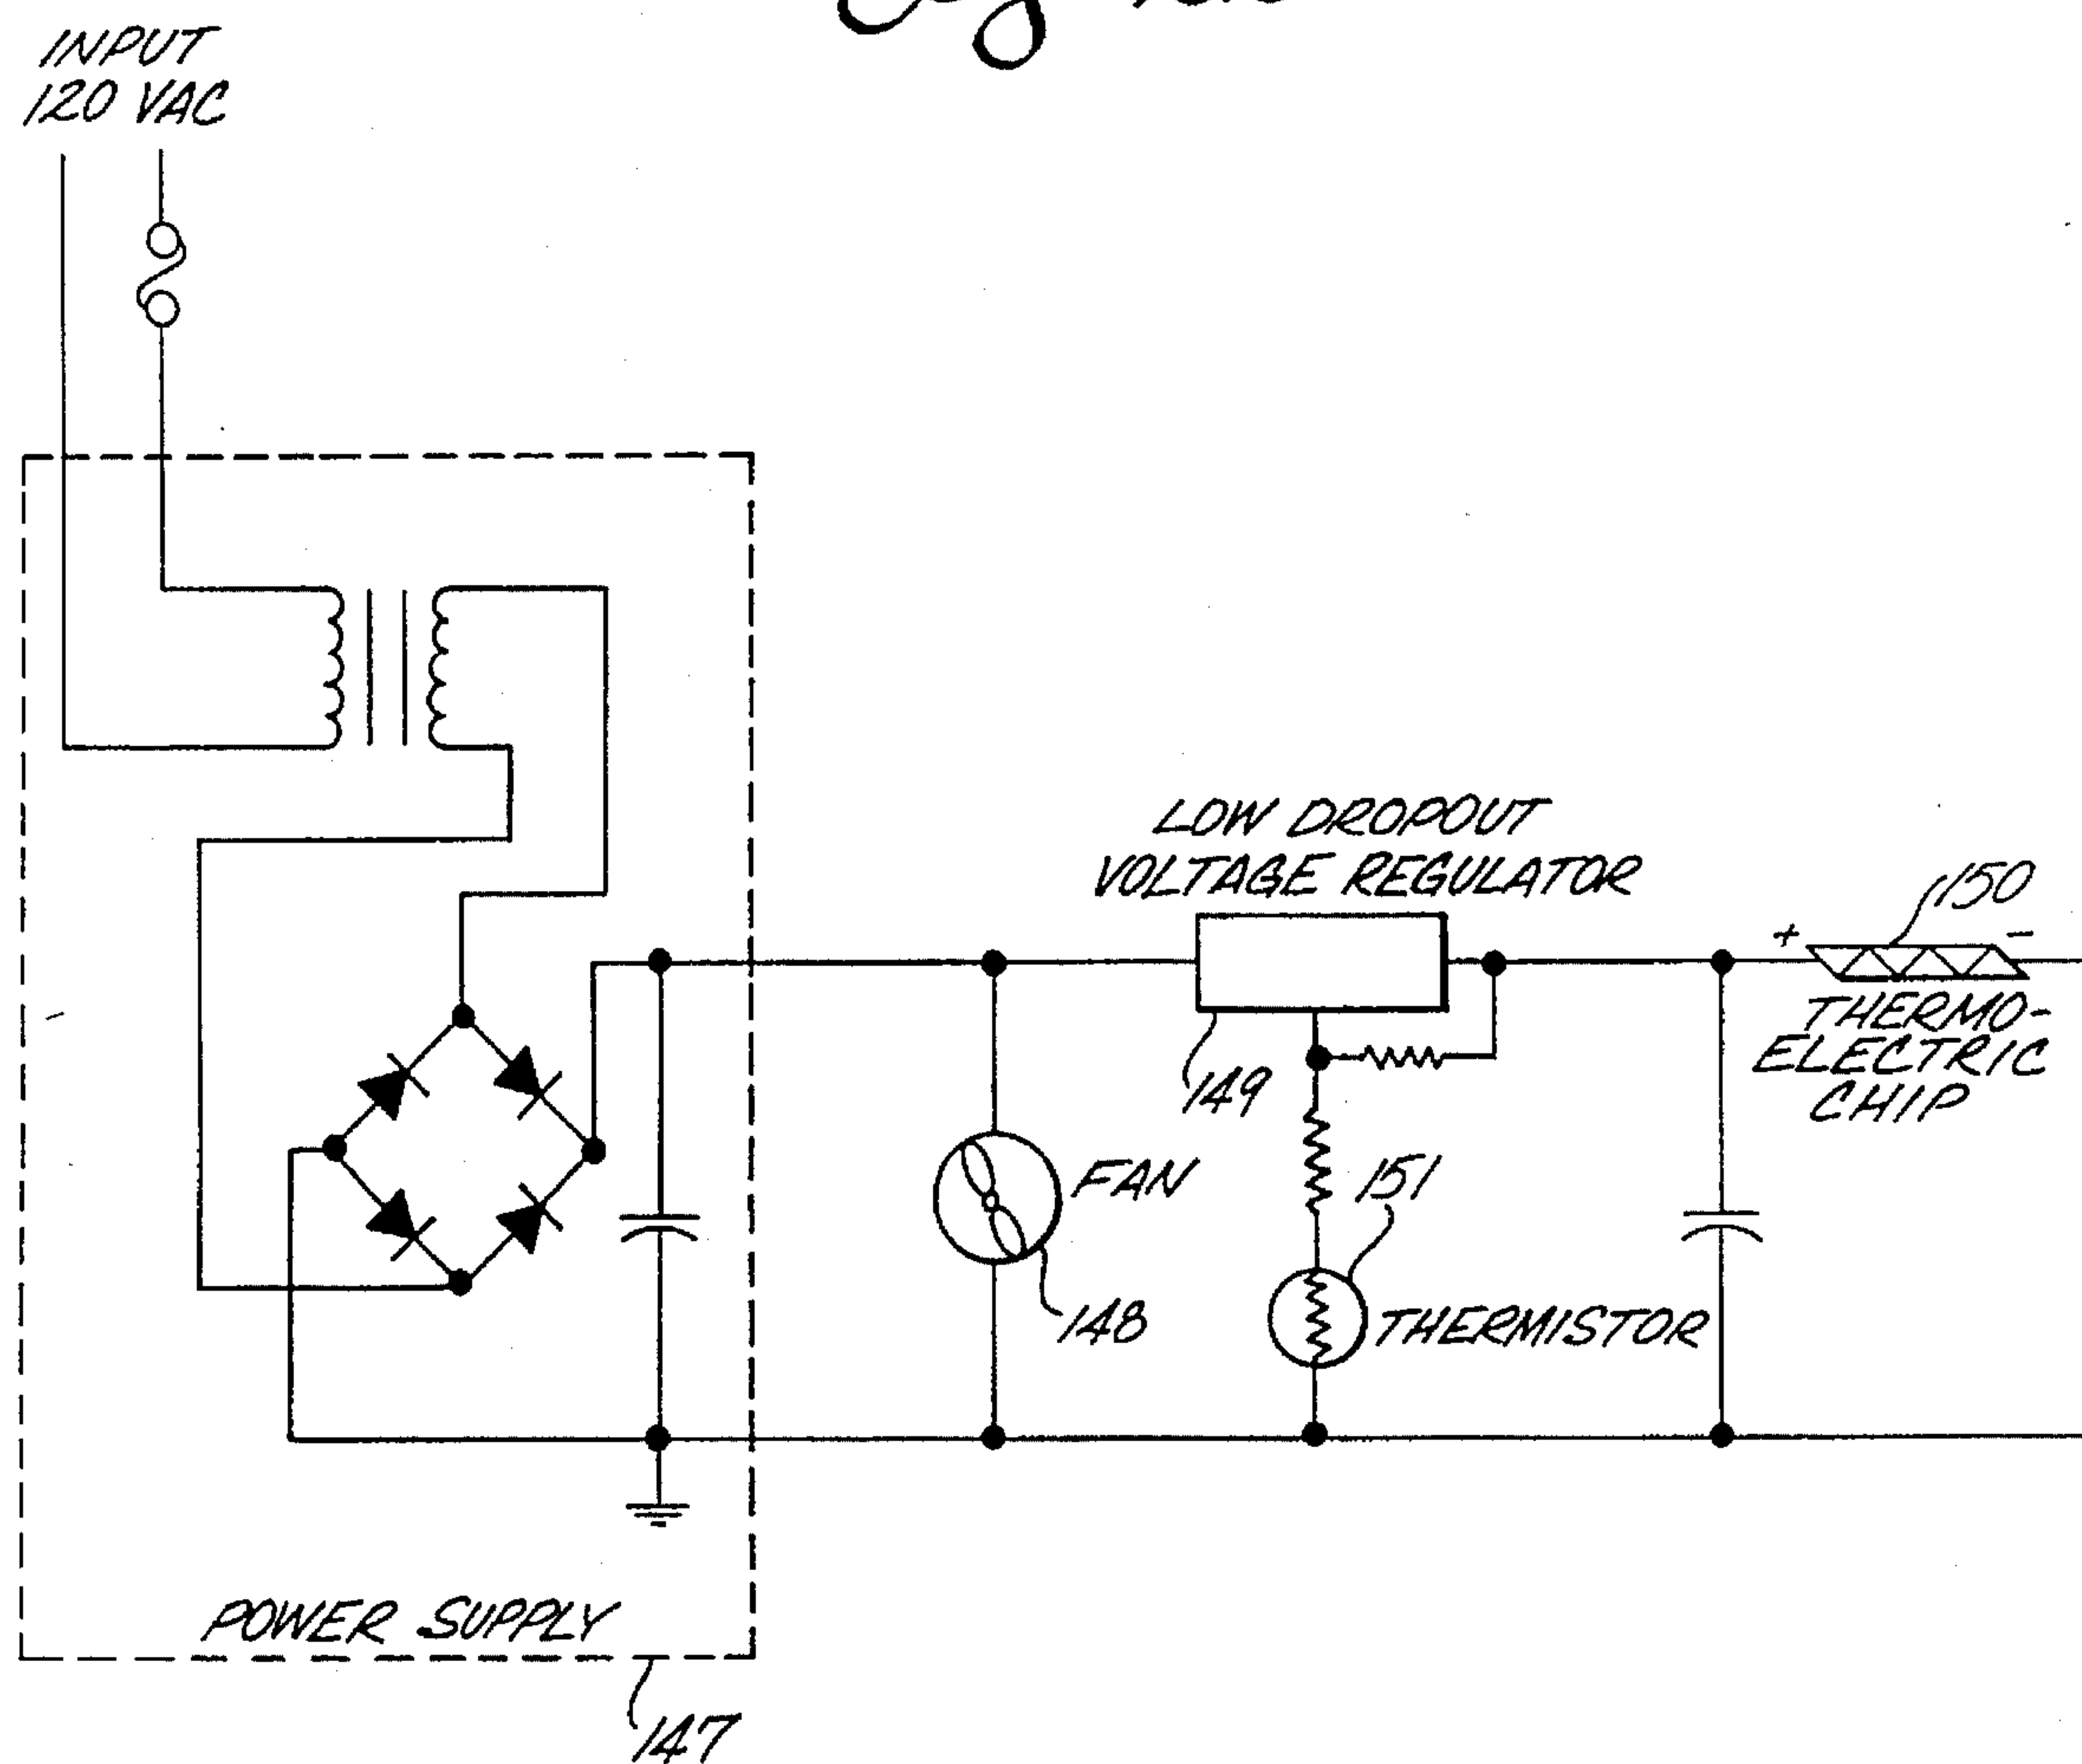 INPUT
120 VAC
LOW DROPOUT
VOLTAGE REGULATOR
150
+ -
THERMO-
ELECTRIC
CHIP
149
FAN
151
148
THERMISTOR
POWER SUPPLY
147